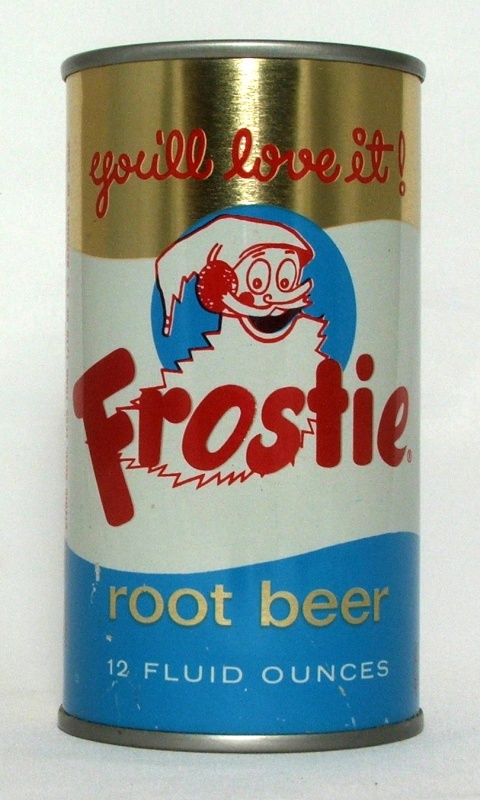 you'll love it!
Frostie®
root beer
12 FLUID OUNCES